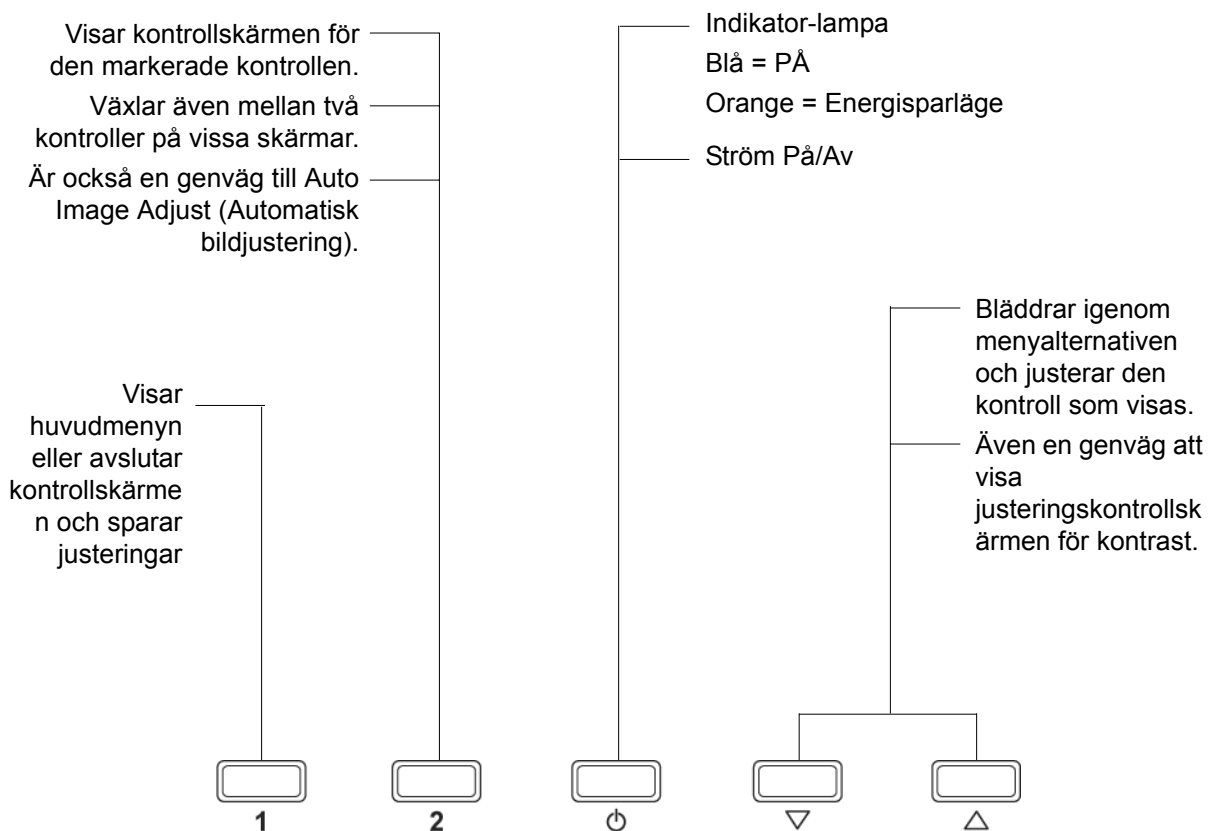 Visar kontrollskärmen för
den markerade kontrollen.
Växlar även mellan två
kontroller på vissa skärmar.
Är också en genväg till Auto
Image Adjust (Automatisk
bildjustering).
Indikator-lampa
Blå = PÅ
Orange = Energisparläge
Ström På/Av
Visar
huvudmenyn
eller avslutar
kontrollskärme
n och sparar
justeringar
Bläddrar igenom
menyalternativen
och justerar den
kontroll som visas.
Även en genväg att
visa
justeringskontrollsk
ärmen för kontrast.
1
2